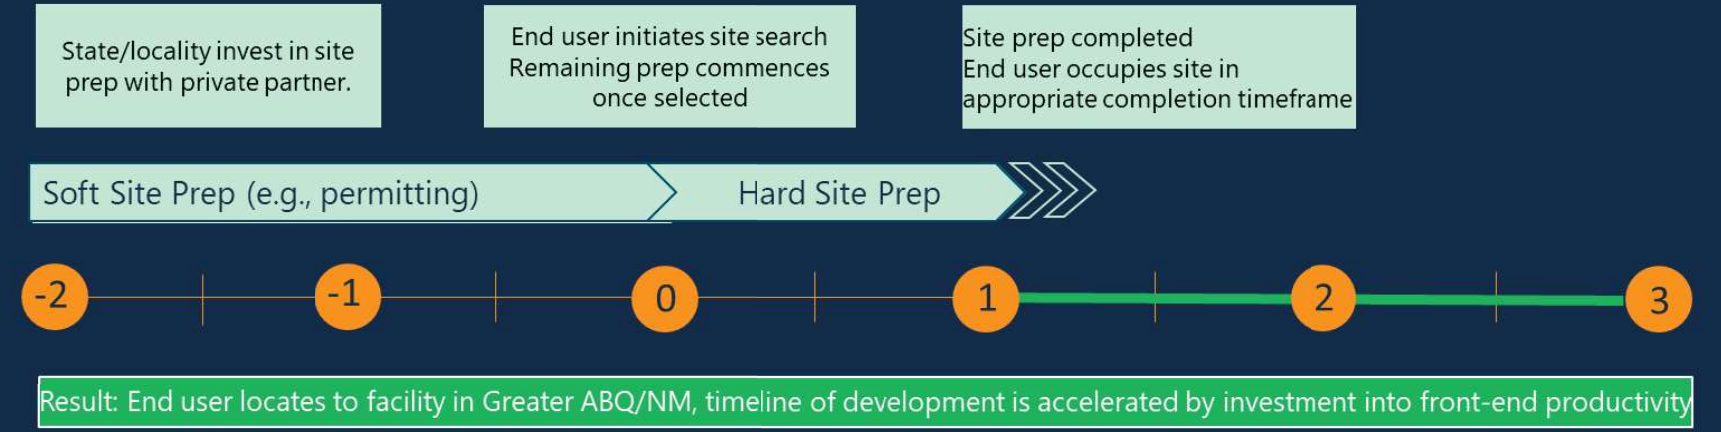 State/locality invest in site
prep with private partner.
End user initiates site search
Remaining prep commences
once selected
Site prep completed
End user occupies site in
appropriate completion timeframe
Soft Site Prep (e.g., permitting)
Hard Site Prep
-2
-1
0
1
2
3
Result: End user locates to facility in Greater ABQ/NM, timeline of development is accelerated by investment into front-end productivity